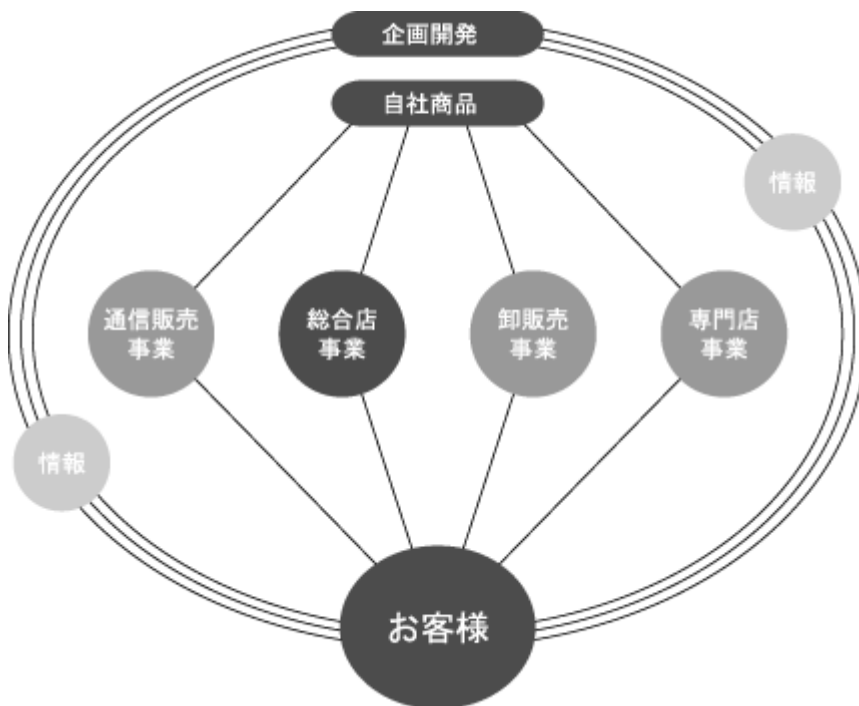 企画開発
自社商品
情報
通信販売
事業
総合店
事業
卸販売
事業
専門店
事業
情報
お客様